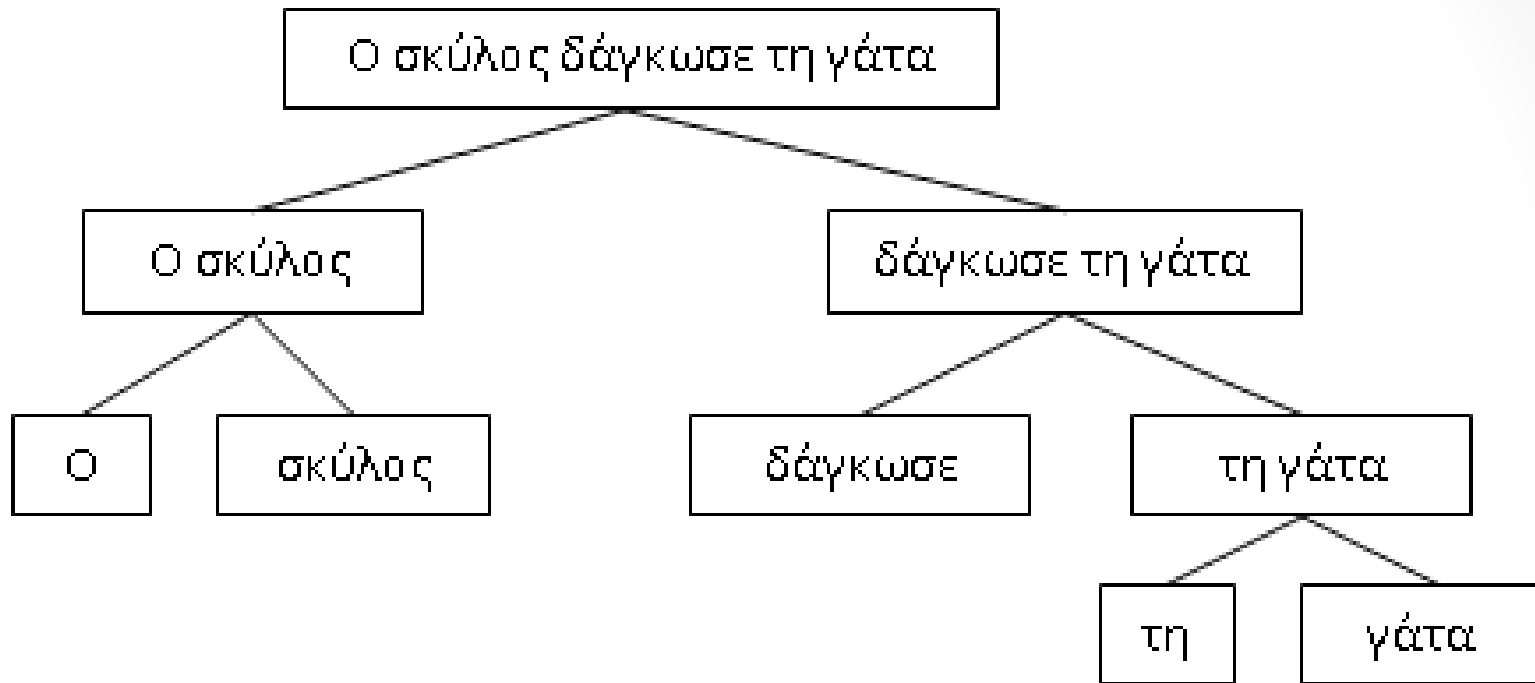 Ο σκύλος δάγκωσε τη γάτα
Ο σκύλος
δάγκωσε τη γάτα
Ο
σκύλος
δάγκωσε
τη γάτα
τη
γάτα